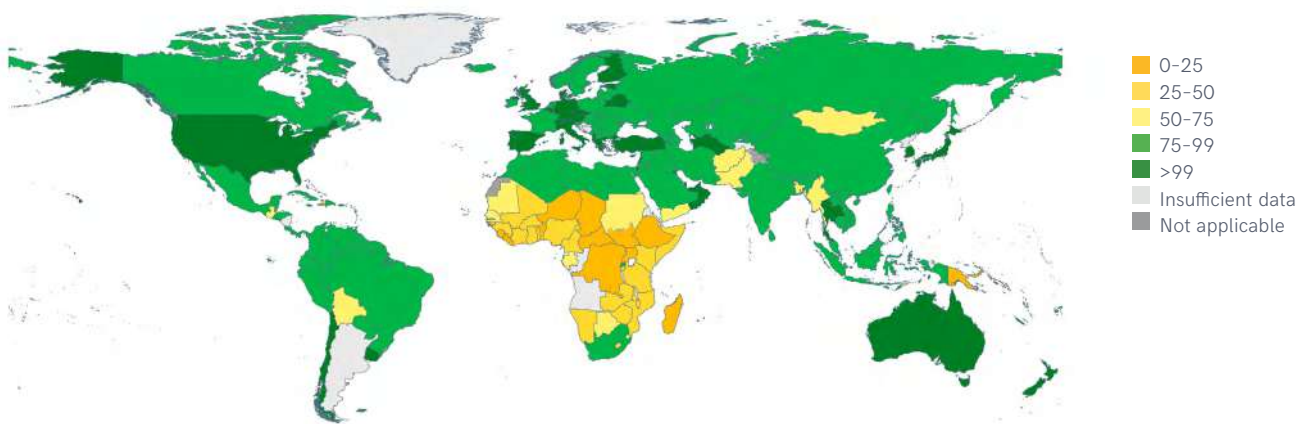 0–25
25–50
50–75
75–99
>99
Insufficient data
Not applicable